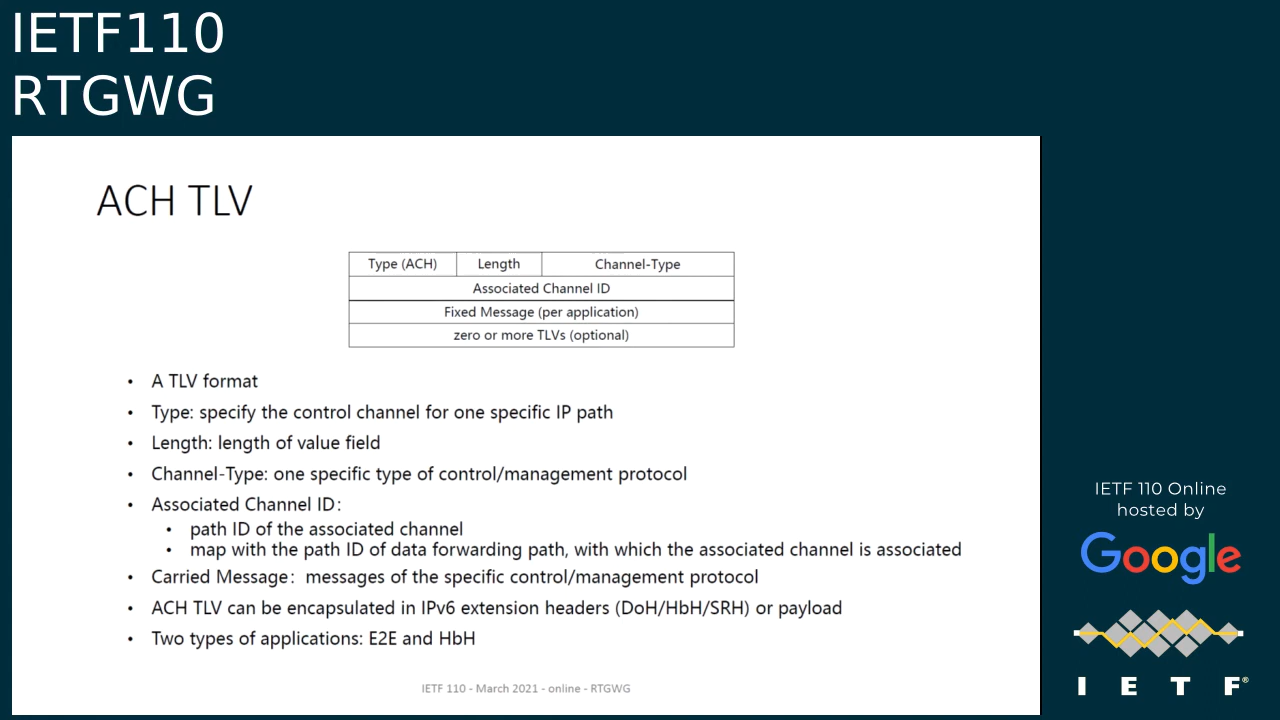 IETF110
RTGWG
ACH TLV
Type (ACH) Length Channel-Type
Associated Channel ID
Fixed Message (per application)
zero or more TLVs (optional)
• A TLV format
• Type: specify the control channel for one specific IP path
• Length: length of value field
• Channel-Type: one specific type of control/management protocol
• Associated Channel ID:
• path ID of the associated channel
• map with the path ID of data forwarding path, with which the associated channel is associated
• Carried Message: messages of the specific control/management protocol
• ACH TLV can be encapsulated in IPv6 extension headers (DoH/HbH/SRH) or payload
• Two types of applications: E2E and HbH
IETF 110 - March 2021 - online - RTGWG
IETF 110 Online
hosted by
Google
I E T F®